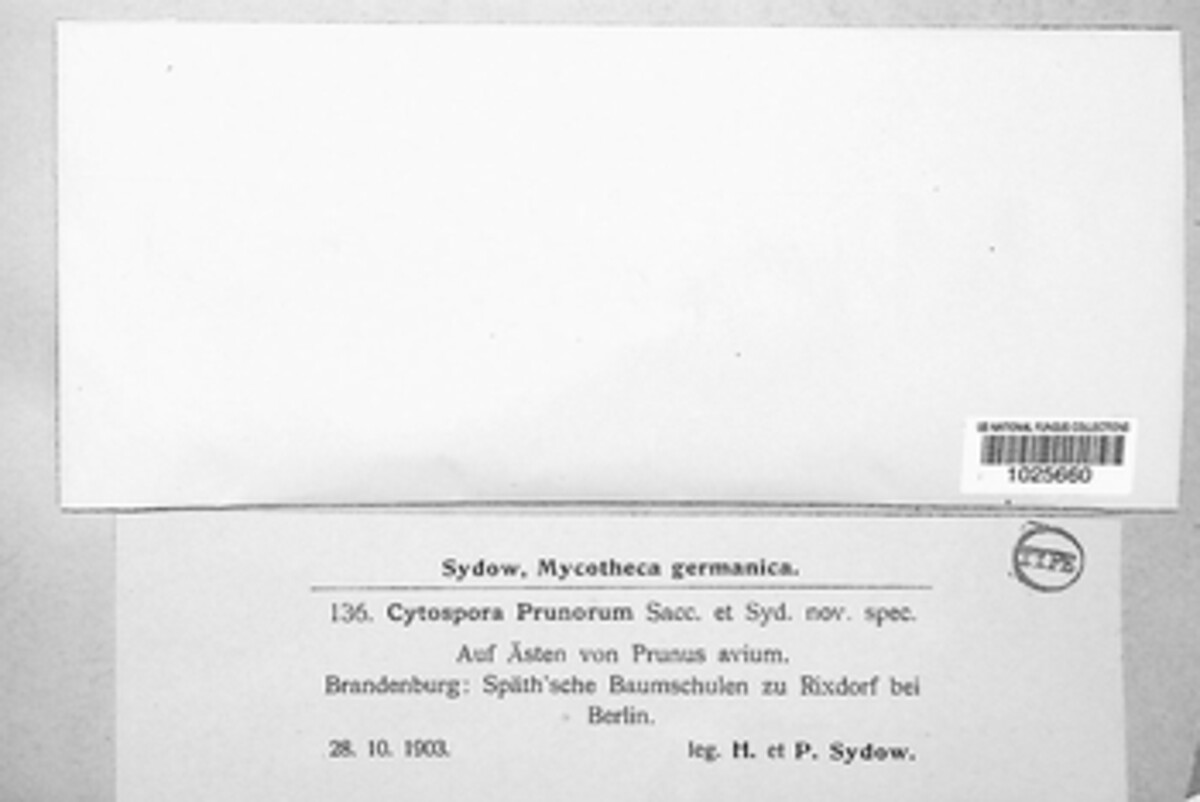 US NATIONAL FUNGUS COLLECTIONS
1025660
TYPE
Sydow, Mycotheca germanica.
136. Cytospora Prunorum Sacc. et Syd. nov. spec.
Auf Ästen von Prunus avium.
Brandenburg: Späth'sche Baumschulen zu Rixdorf bei
Berlin.
28. 10. 1903. leg. H. et P. Sydow.